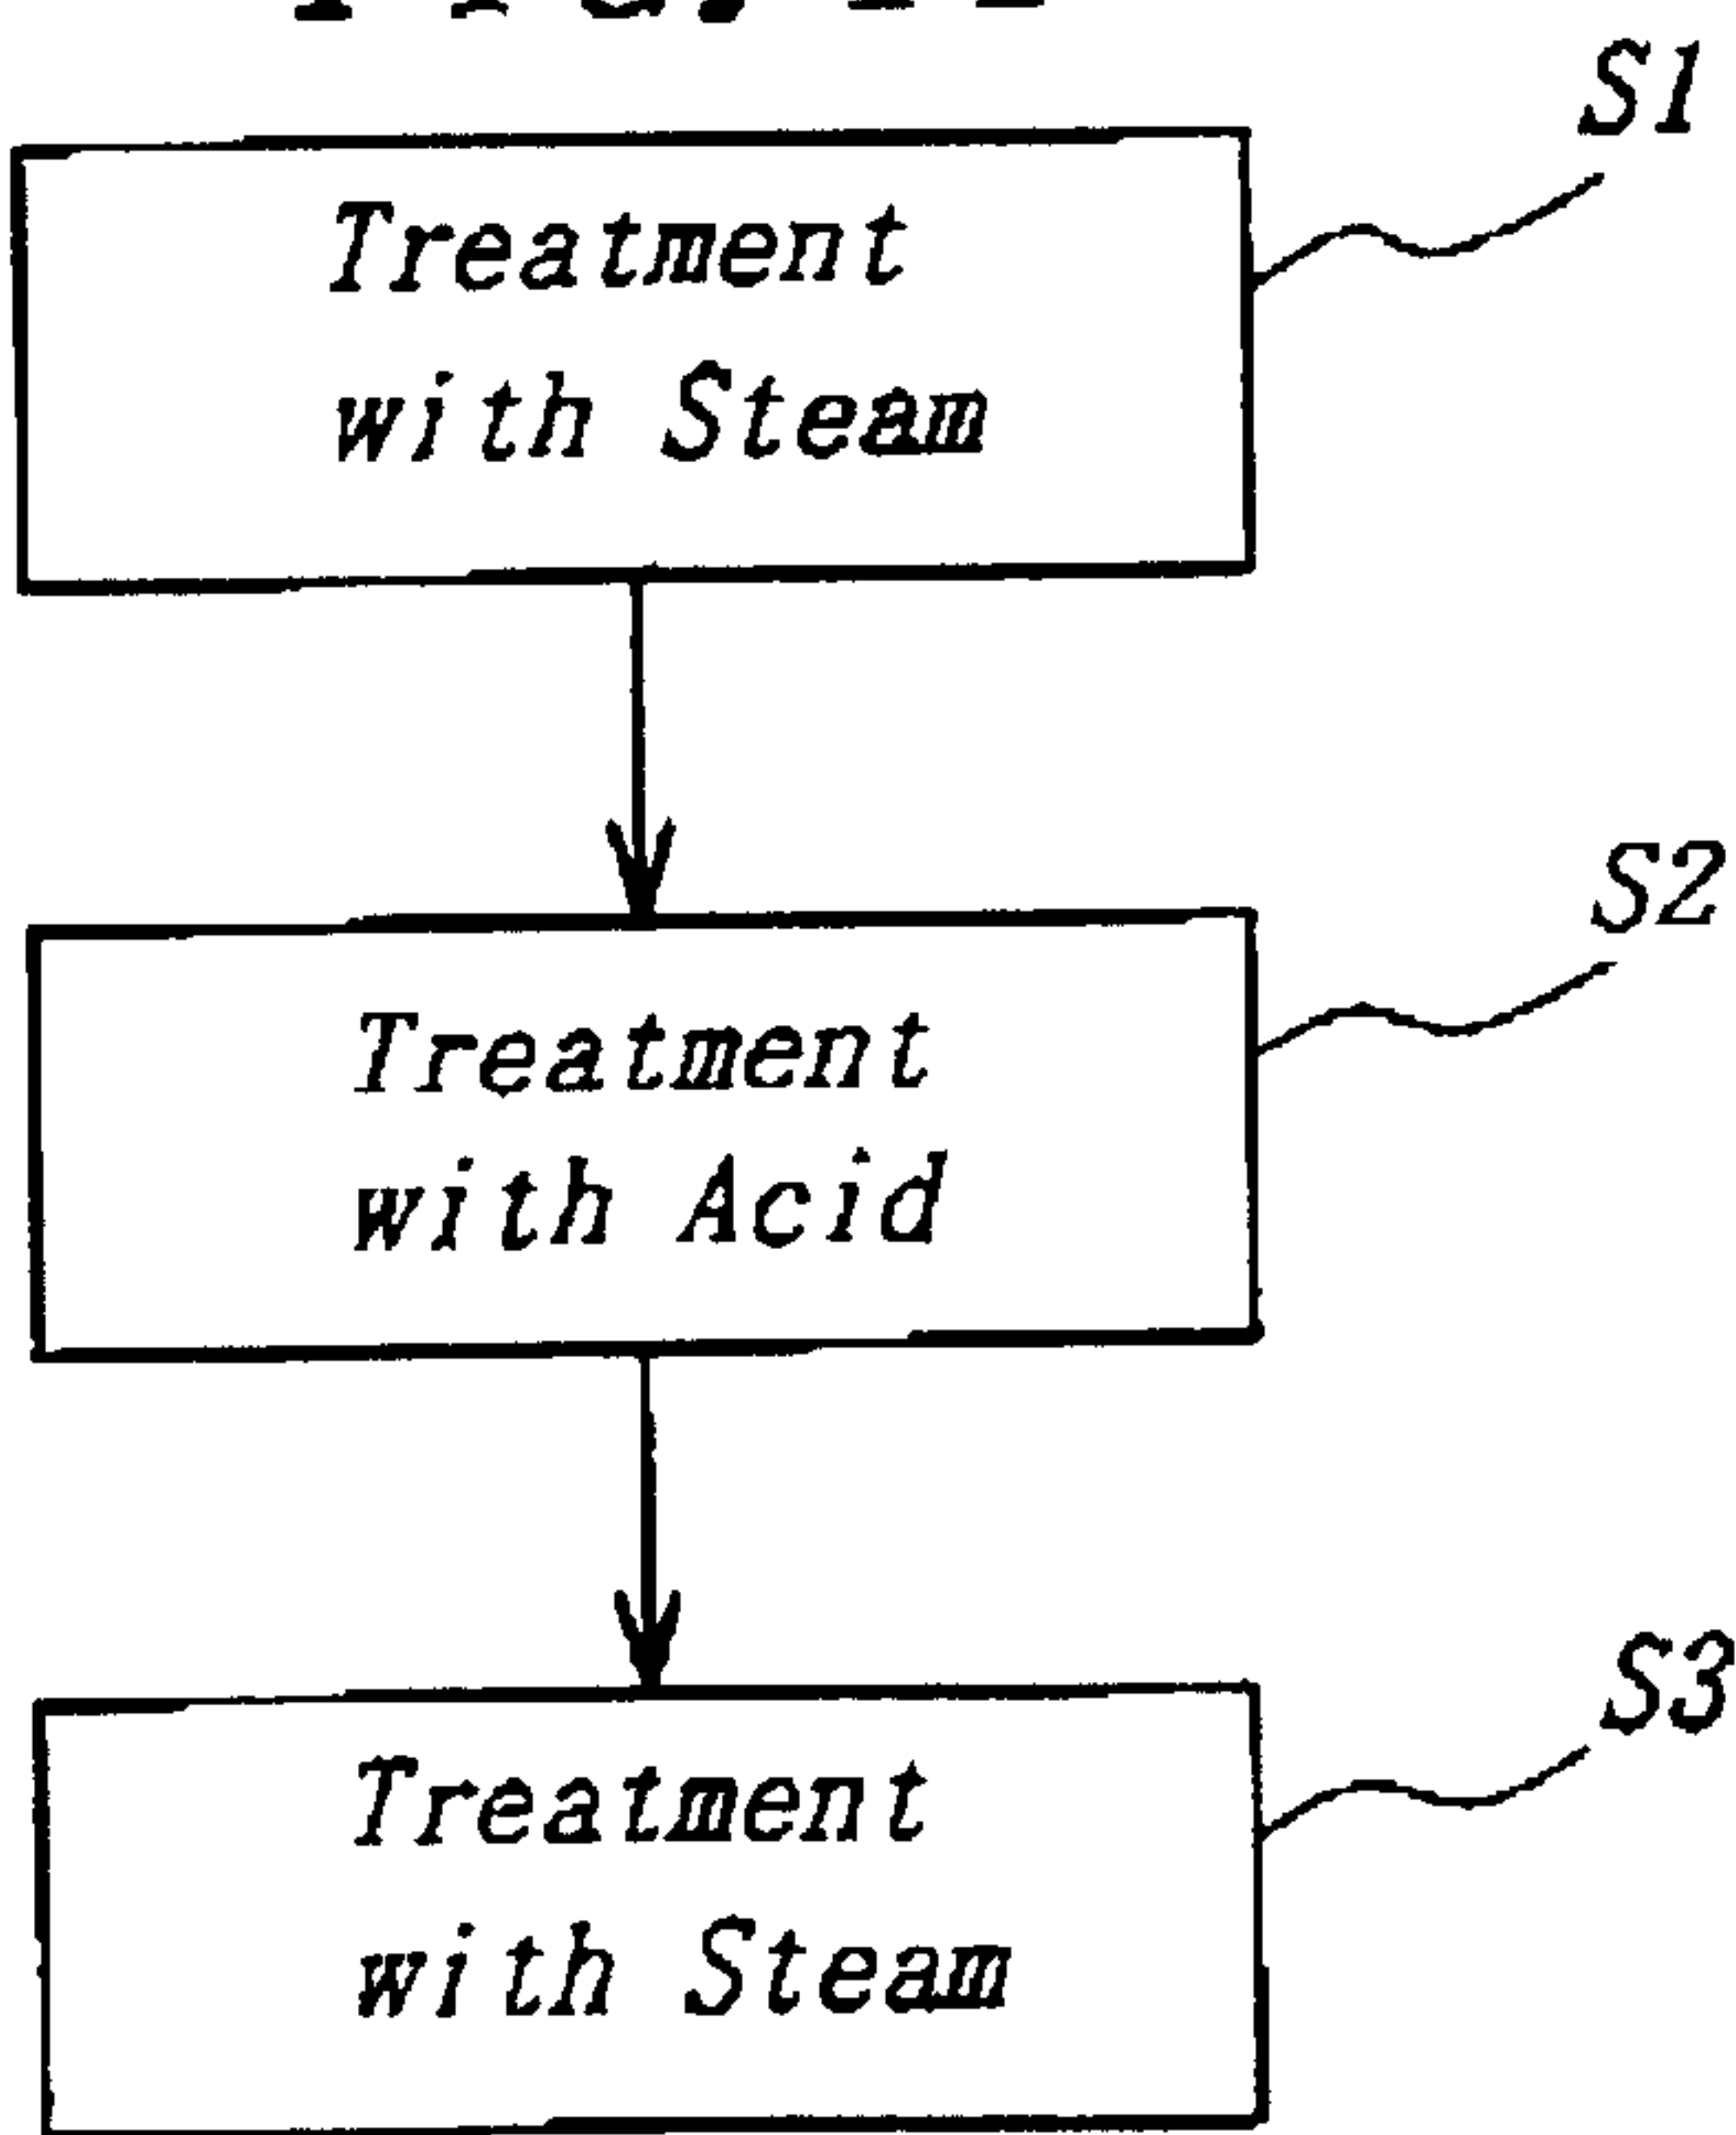 S1
Treatment
with Steam
S2
Treatment
with Acid
S3
Treatment
with Steam